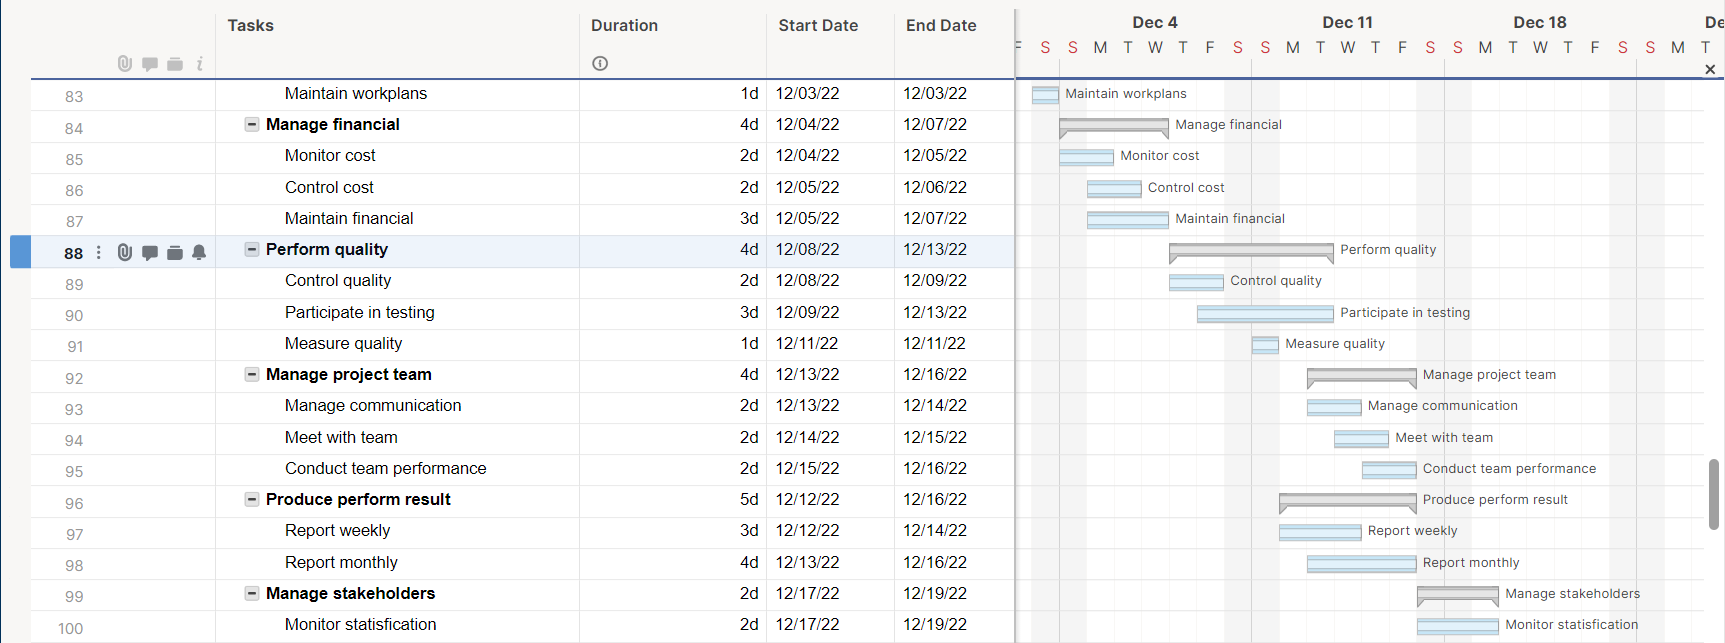 Tasks Duration Start Date End Date Dec 4 Dec 11 Dec 18 De
F S S M T W T F S S M T W T F S S M T W T F S S M T
83 Maintain workplans 1d 12/03/22 12/03/22 Maintain workplans
84 Manage financial 4d 12/04/22 12/07/22 Manage financial
85 Monitor cost 2d 12/04/22 12/05/22 Monitor cost
86 Control cost 2d 12/05/22 12/06/22 Control cost
87 Maintain financial 3d 12/05/22 12/07/22 Maintain financial
88 Perform quality 4d 12/08/22 12/13/22 Perform quality
89 Control quality 2d 12/08/22 12/09/22 Control quality
90 Participate in testing 3d 12/09/22 12/13/22 Participate in testing
91 Measure quality 1d 12/11/22 12/11/22 Measure quality
92 Manage project team 4d 12/13/22 12/16/22 Manage project team
93 Manage communication 2d 12/13/22 12/14/22 Manage communication
94 Meet with team 2d 12/14/22 12/15/22 Meet with team
95 Conduct team performance 2d 12/15/22 12/16/22 Conduct team performance
96 Produce perform result 5d 12/12/22 12/16/22 Produce perform result
97 Report weekly 3d 12/12/22 12/14/22 Report weekly
98 Report monthly 4d 12/13/22 12/16/22 Report monthly
99 Manage stakeholders 2d 12/17/22 12/19/22 Manage stakeholders
100 Monitor statisfication 2d 12/17/22 12/19/22 Monitor statisfication